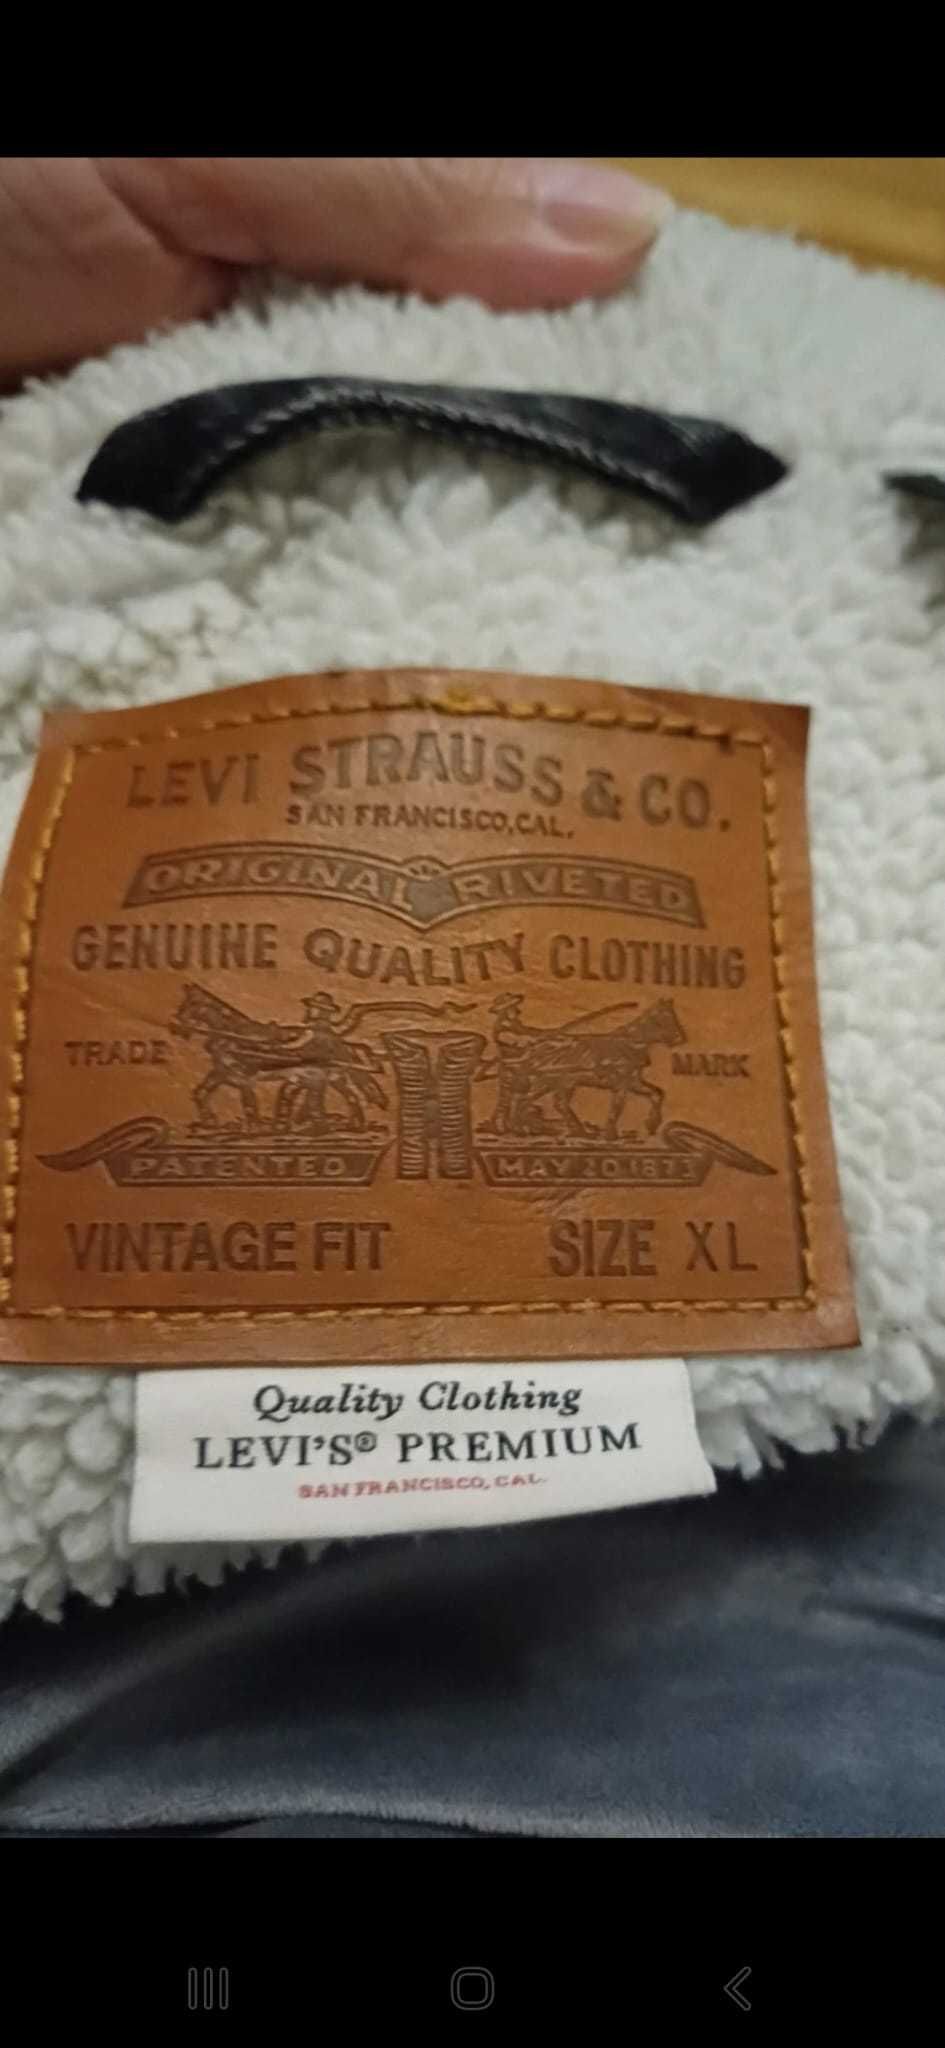 LEVI STRAUSS & CO.
SAN FRANCISCO, CAL.
ORIGINAL RIVETED
GENUINE QUALITY CLOTHING
TRADE MARK
PATENTED MAY 20 1873
VINTAGE FIT SIZE XL
Quality Clothing
LEVI'S® PREMIUM
SAN FRANCISCO, CAL.